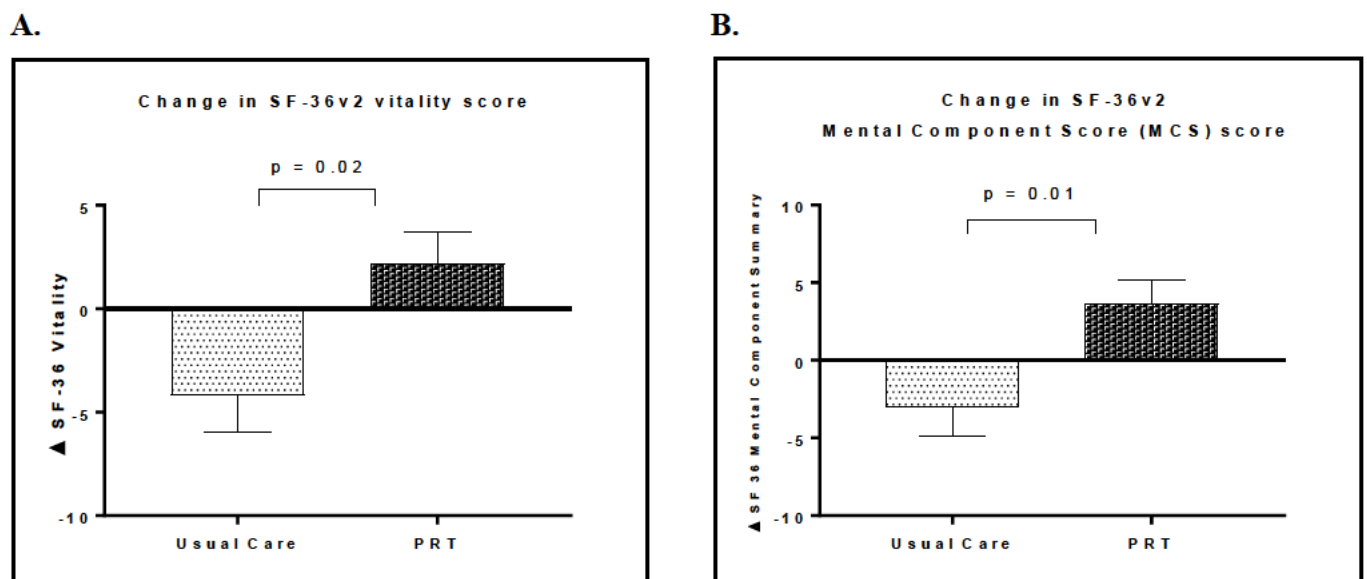 A.
Change in SF-36v2 vitality score
p = 0.02
5
0
-5
-10
▲ SF-36 Vitality
Usual Care
PRT
B.
Change in SF-36v2
Mental Component Score (MCS) score
p = 0.01
10
5
0
-5
-10
▲ SF 36 Mental Component Summary
Usual Care
PRT